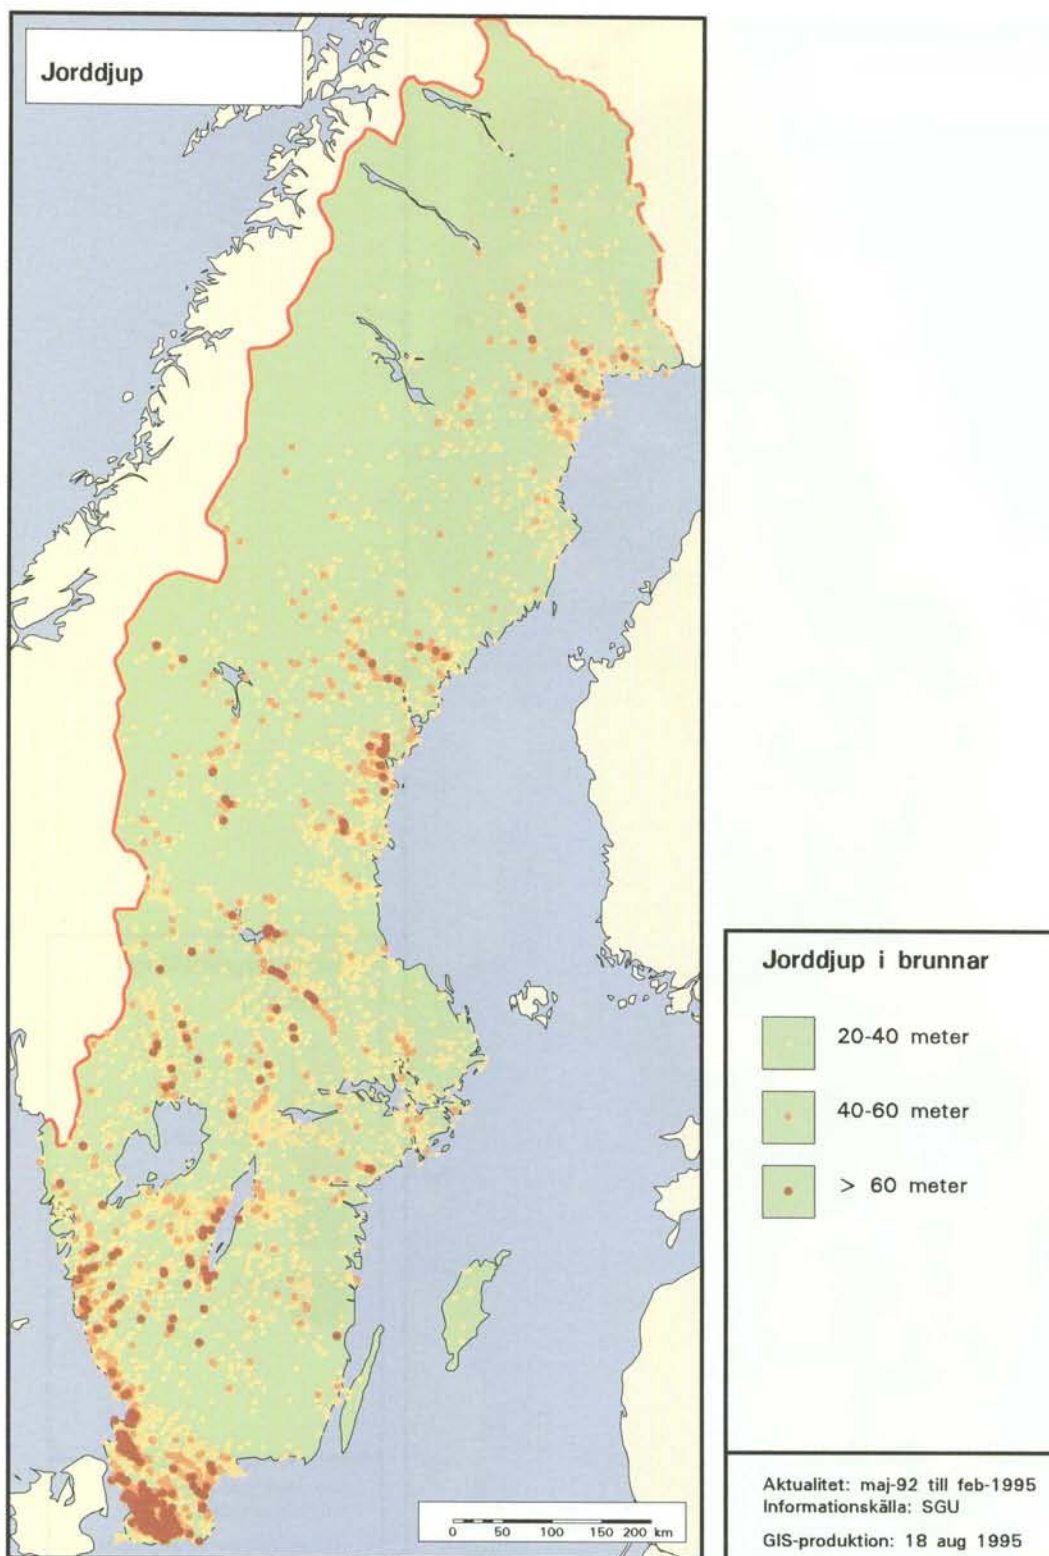 Jorddjup
Jorddjup i brunnar
20-40 meter
40-60 meter
> 60 meter
0 50 100 150 200 km
Aktualitet: maj-92 till feb-1995
Informationskälla: SGU
GIS-produktion: 18 aug 1995